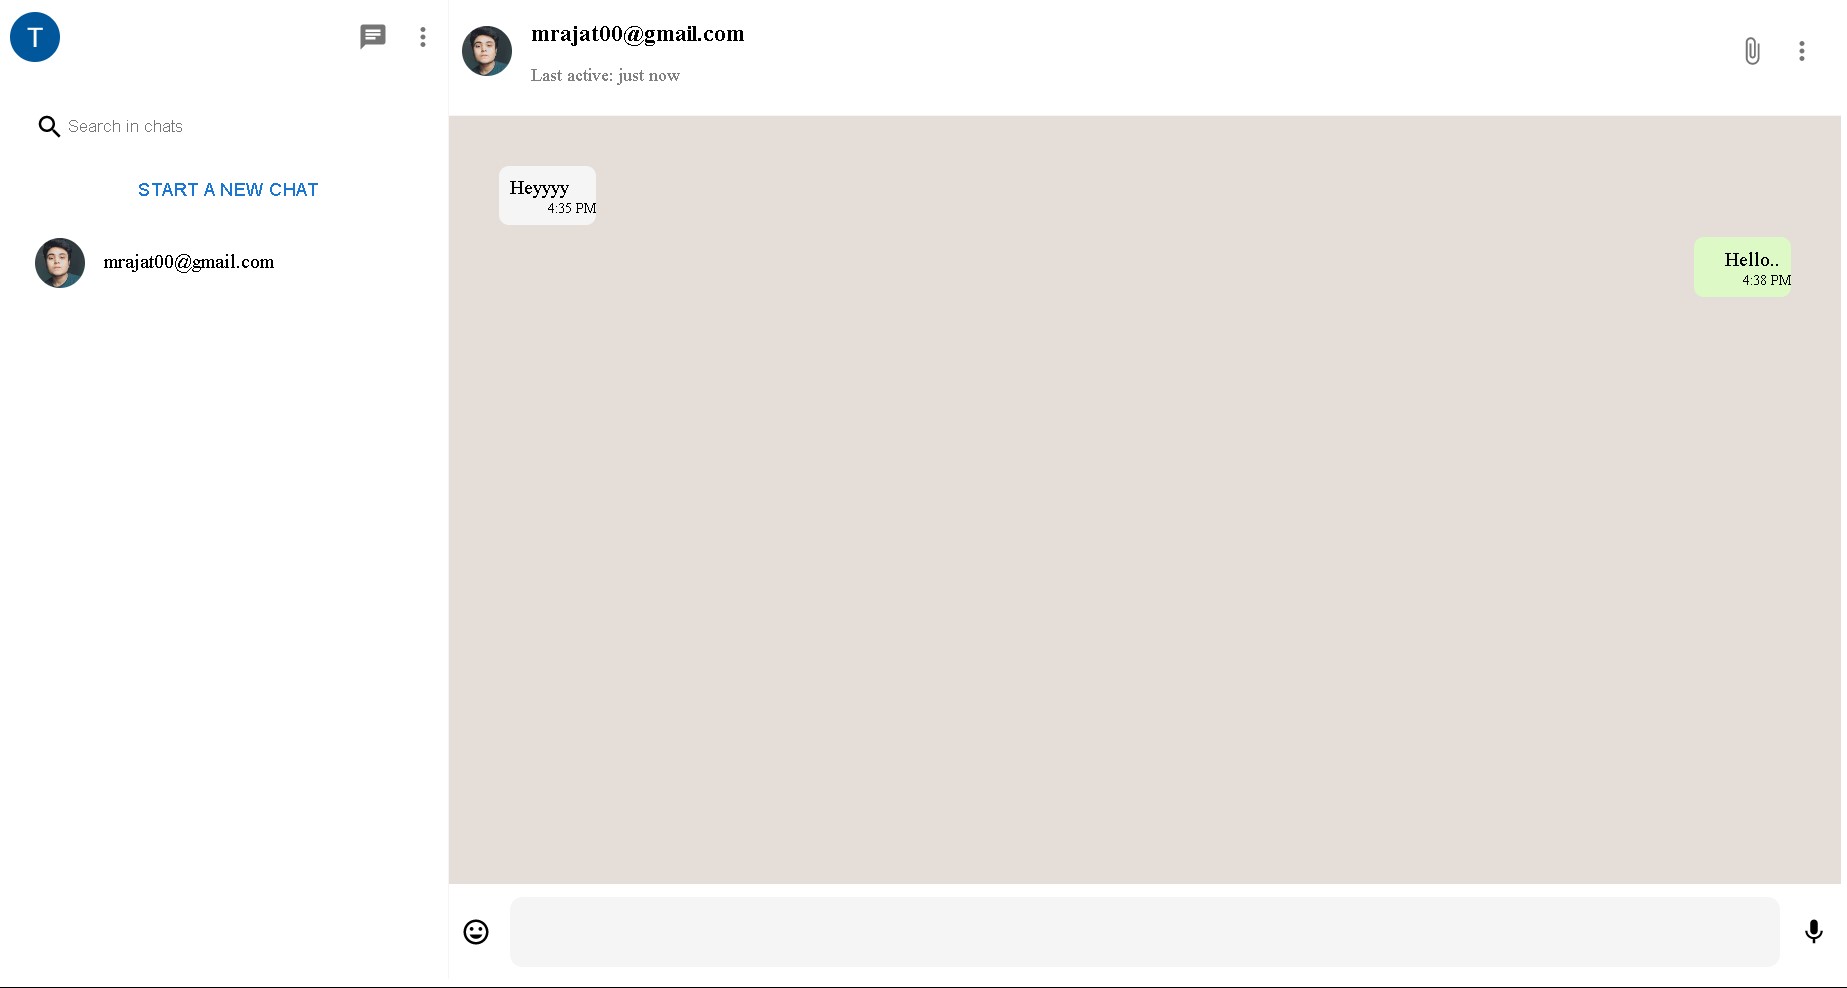 T
Search in chats
START A NEW CHAT
mrajat00@gmail.com
mrajat00@gmail.com
Last active: just now
Heyyyy
4:35 PM
Hello..
4:38 PM